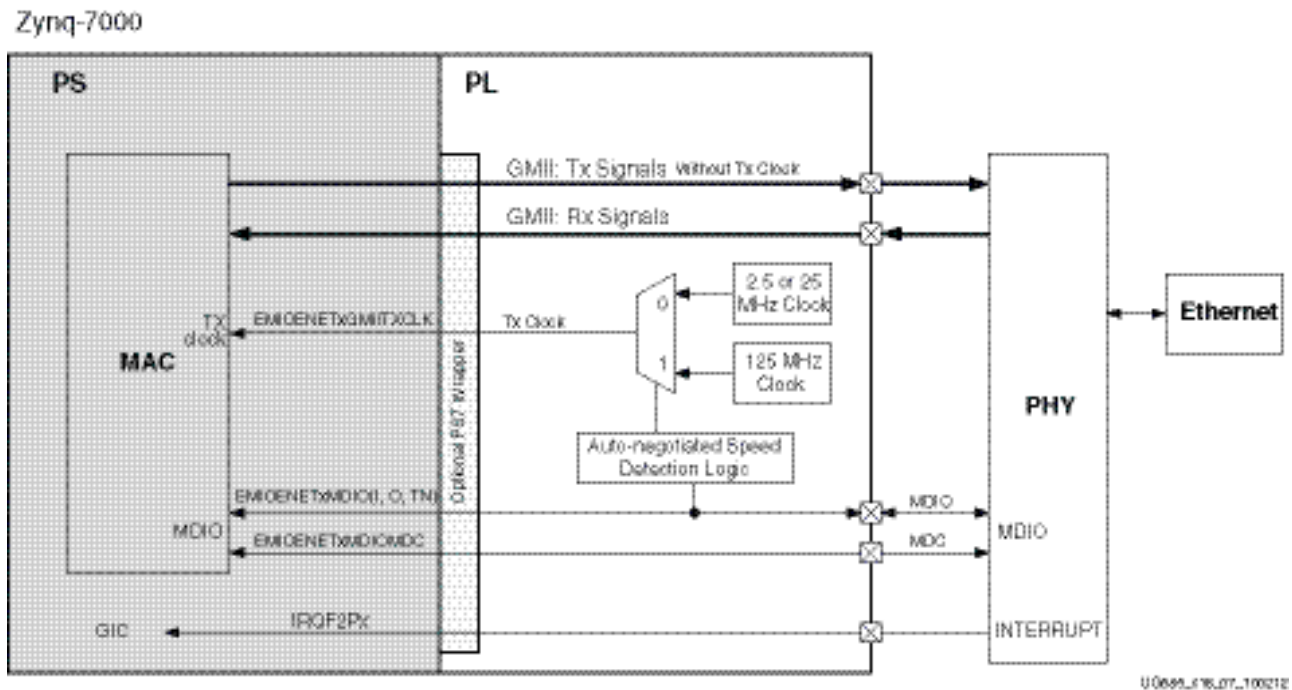 Zynq-7000
PS
PL
GMII: Tx Signals Without Tx Clock
GMII: Rx Signals
2.5 or 25
MHz Clock
0
TX
clock
EMIOENETxGMIITXCLK
Tx Clock
MAC
1
125 MHz
Clock
Ethernet
PHY
Optional PS7 Wrapper
Auto-negotiated Speed
Detection Logic
EMIOENETxMDIO(I, O, TN)
MDIO
MDIO
MDIO
EMIOENETxMDIOMDC
MDC
GIC
IRQF2Px
INTERRUPT